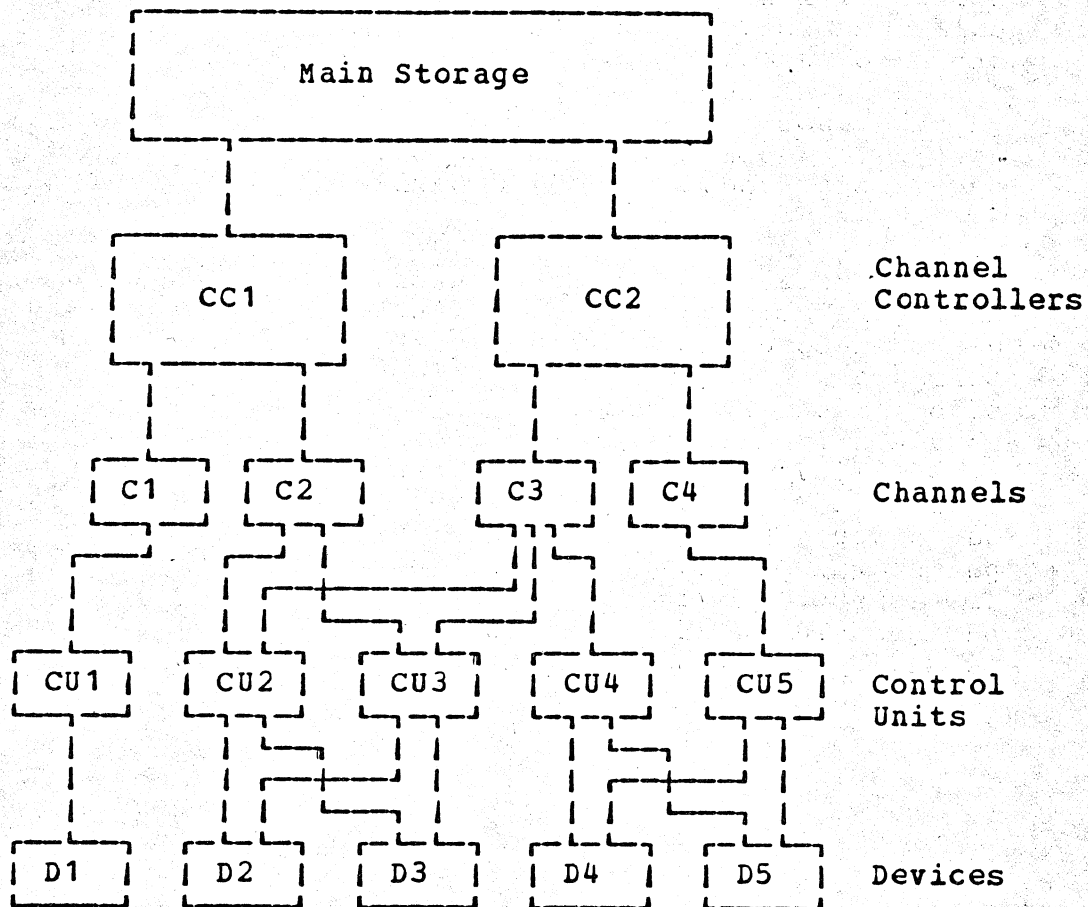 Main Storage
CC1 CC2 Channel
Controllers
C1 C2 C3 C4 Channels
CU1 CU2 CU3 CU4 CU5 Control
Units
D1 D2 D3 D4 D5 Devices